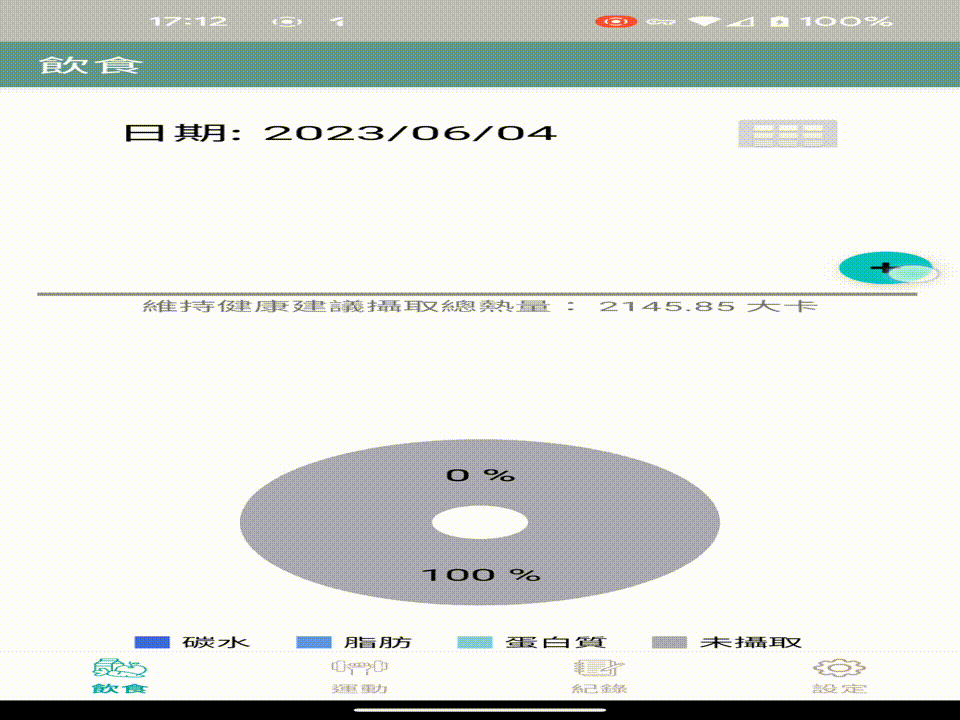 17:12 100%
飲食
日期: 2023/06/04
+
維持健康建議攝取總熱量： 2145.85 大卡
0 %
100 %
碳水 脂肪 蛋白質 未攝取
飲食 運動 紀錄 設定